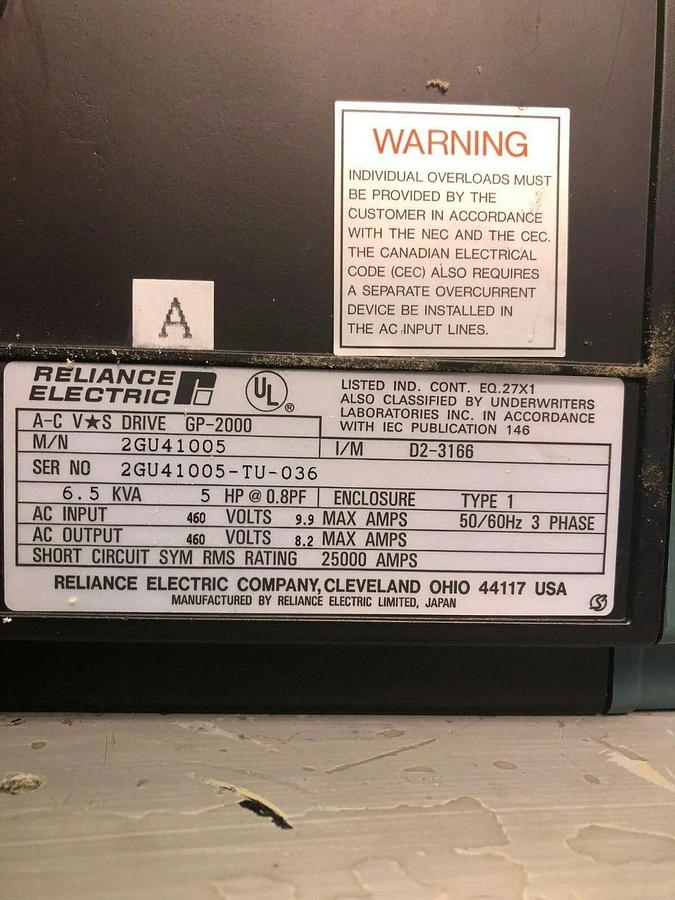 WARNING
INDIVIDUAL OVERLOADS MUST
BE PROVIDED BY THE
CUSTOMER IN ACCORDANCE
WITH THE NEC AND THE CEC.
THE CANADIAN ELECTRICAL
CODE (CEC) ALSO REQUIRES
A SEPARATE OVERCURRENT
DEVICE BE INSTALLED IN
THE AC INPUT LINES.
A
RELIANCE
ELECTRIC
UL ®
LISTED IND. CONT. EQ.27X1
ALSO CLASSIFIED BY UNDERWRITERS
LABORATORIES INC. IN ACCORDANCE
WITH IEC PUBLICATION 146
A-C V★S DRIVE GP-2000
M/N 2GU41005 I/M D2-3166
SER NO 2GU41005-TU-036
6.5 KVA 5 HP @ 0.8PF ENCLOSURE TYPE 1
AC INPUT 460 VOLTS 9.9 MAX AMPS 50/60Hz 3 PHASE
AC OUTPUT 460 VOLTS 8.2 MAX AMPS
SHORT CIRCUIT SYM RMS RATING 25000 AMPS
RELIANCE ELECTRIC COMPANY, CLEVELAND OHIO 44117 USA
MANUFACTURED BY RELIANCE ELECTRIC LIMITED, JAPAN